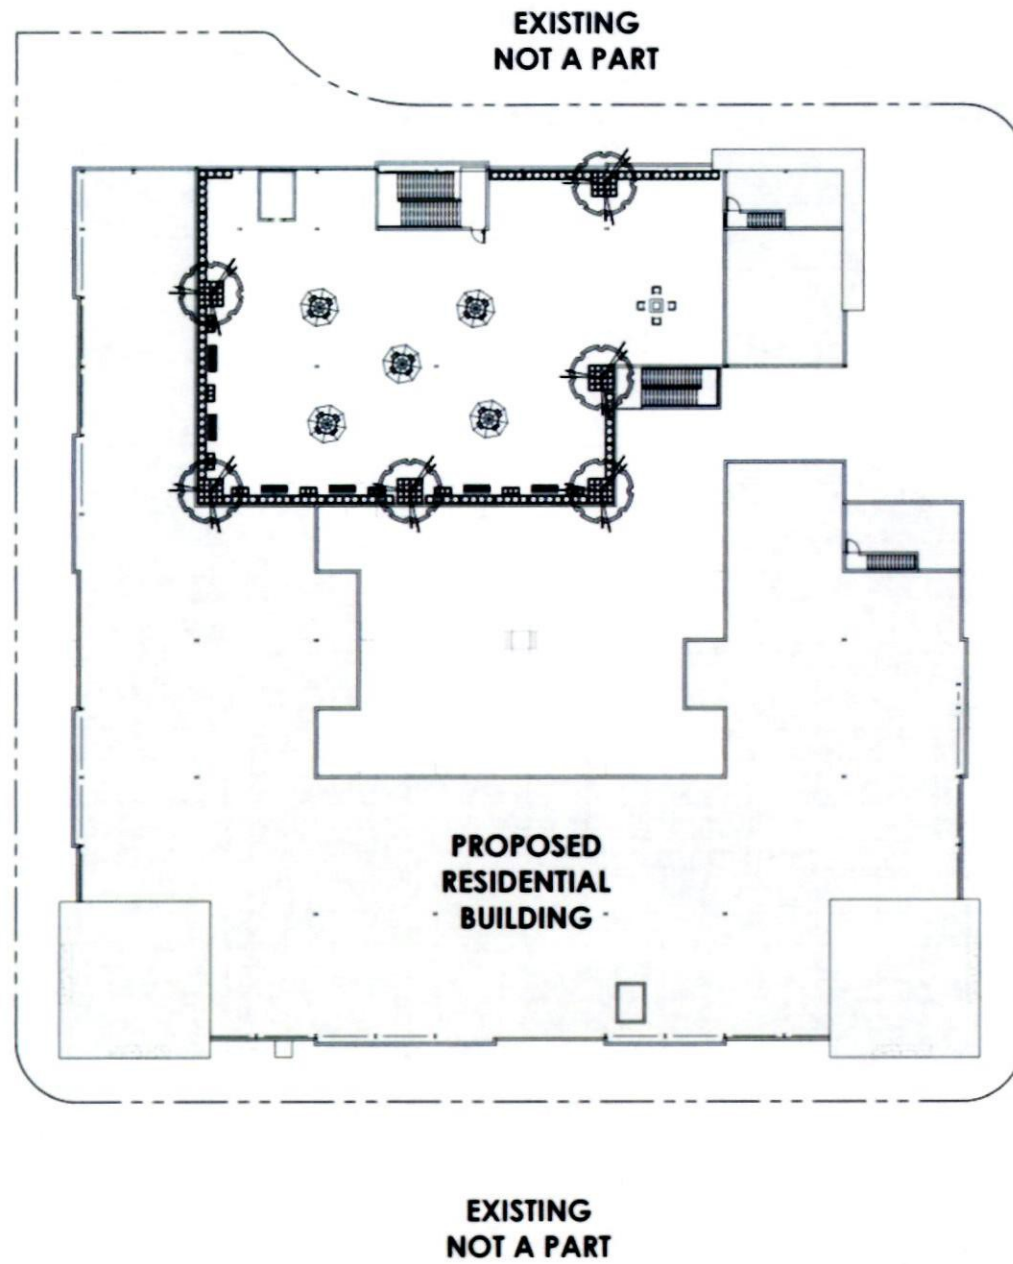 EXISTING
NOT A PART
PROPOSED
RESIDENTIAL
BUILDING
EXISTING
NOT A PART